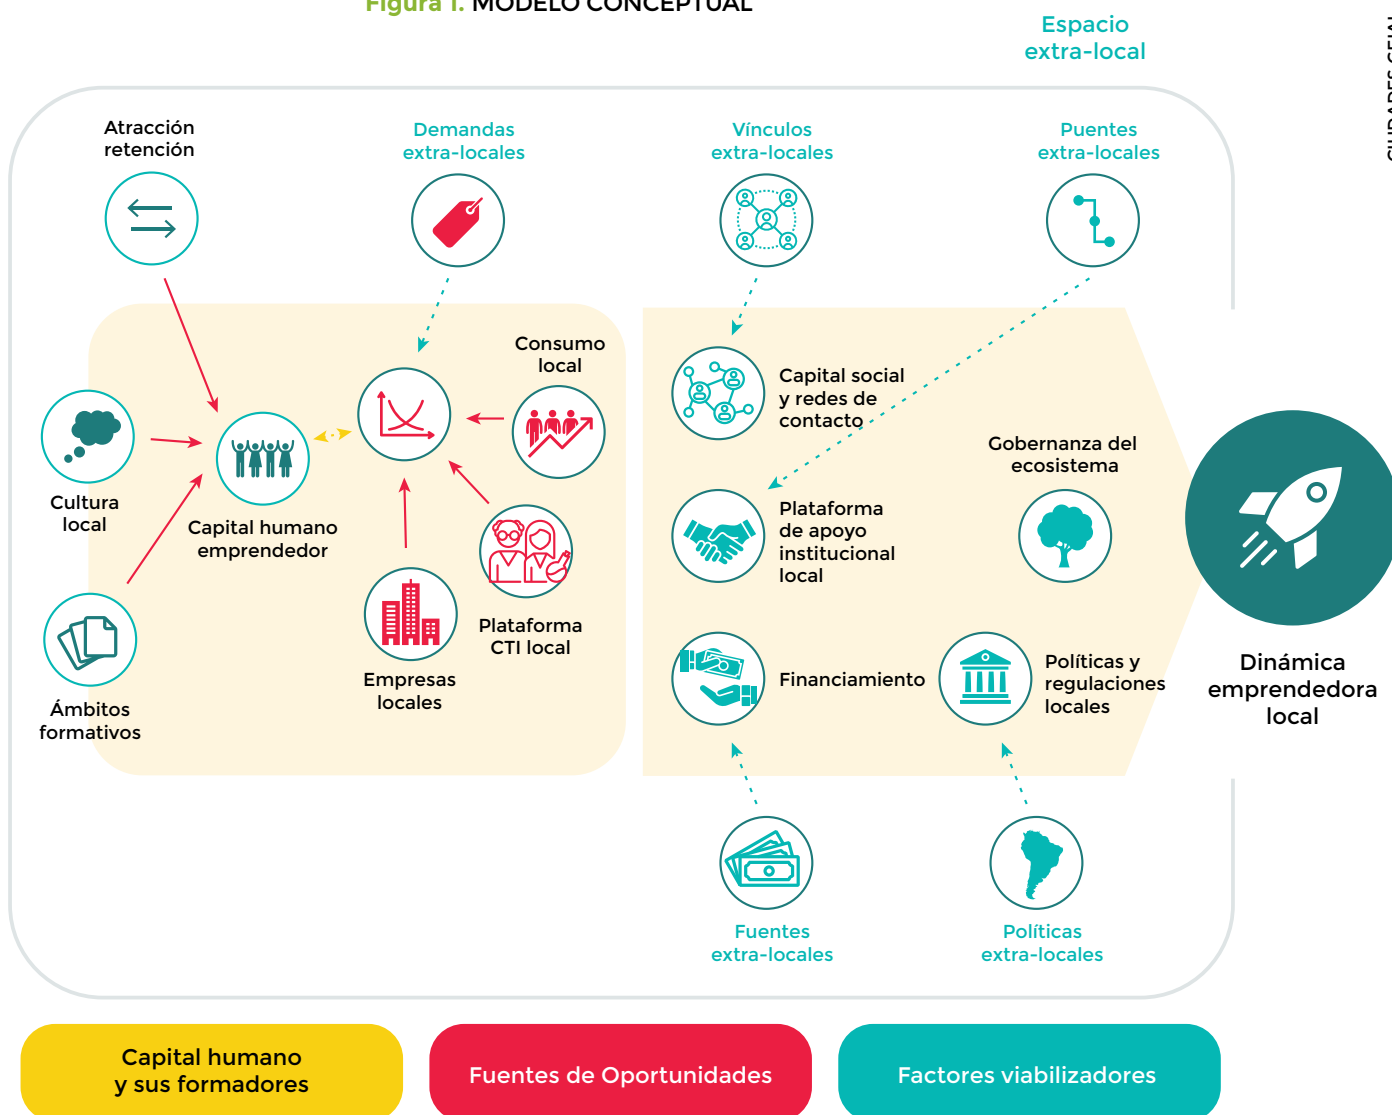 Figura 1. MODELO CONCEPTUAL
Espacio
extra-local
Atracción
retención
Demandas
extra-locales
Vínculos
extra-locales
Puentes
extra-locales
Consumo
local
Capital social
y redes de
contacto
Gobernanza del
ecosistema
Cultura
local
Capital humano
emprendedor
Plataforma
de apoyo
institucional
local
Plataforma
CTI local
Empresas
locales
Ámbitos
formativos
Financiamiento
Políticas y
regulaciones
locales
Dinámica
emprendedora
local
Fuentes
extra-locales
Políticas
extra-locales
Capital humano
y sus formadores
Fuentes de Oportunidades
Factores viabilizadores